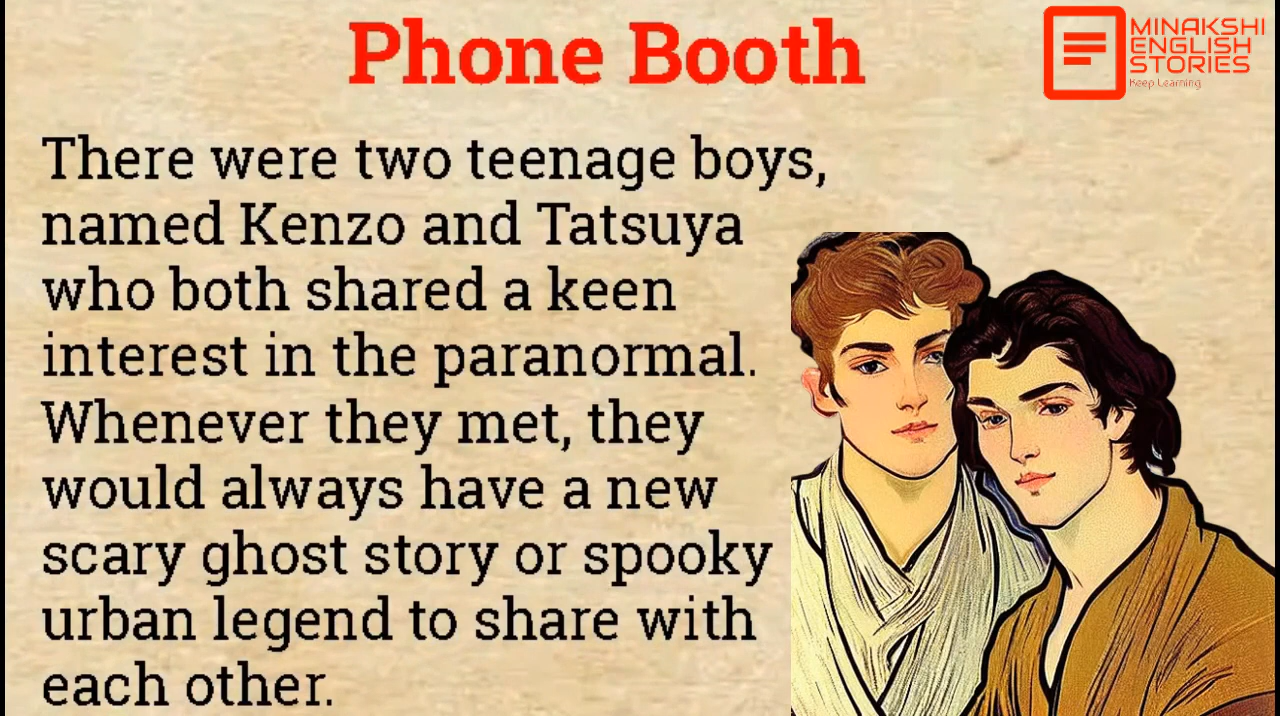 Phone Booth
MINAKSHI
ENGLISH
STORIES
Keep Learning
There were two teenage boys,
named Kenzo and Tatsuya
who both shared a keen
interest in the paranormal.
Whenever they met, they
would always have a new
scary ghost story or spooky
urban legend to share with
each other.